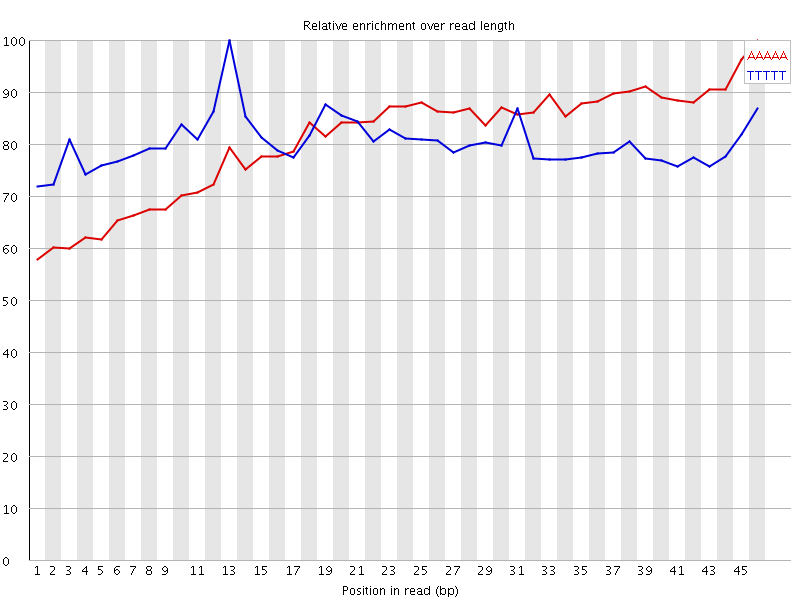 Relative enrichment over read length
100
90
80
70
60
50
40
30
20
10
0
AAAAA
TTTTT
1 2 3 4 5 6 7 8 9 11 13 15 17 19 21 23 25 27 29 31 33 35 37 39 41 43 45
Position in read (bp)